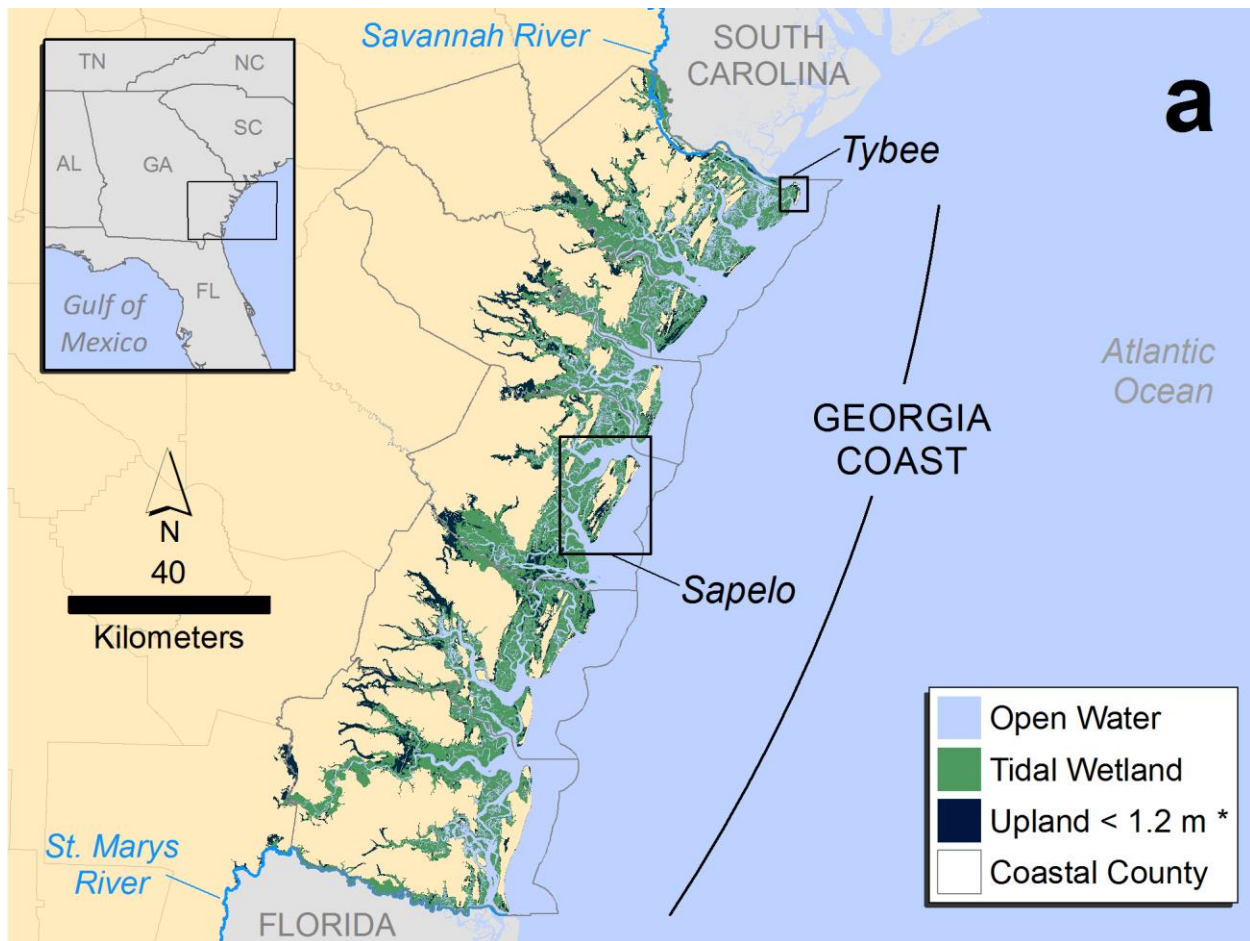 TN
NC
SC
AL
GA
FL
Gulf of
Mexico
Savannah River
SOUTH
CAROLINA
a
Tybee
Atlantic
Ocean
GEORGIA
COAST
N
40
Kilometers
Sapelo
St. Marys
River
FLORIDA
Open Water
Tidal Wetland
Upland < 1.2 m *
Coastal County